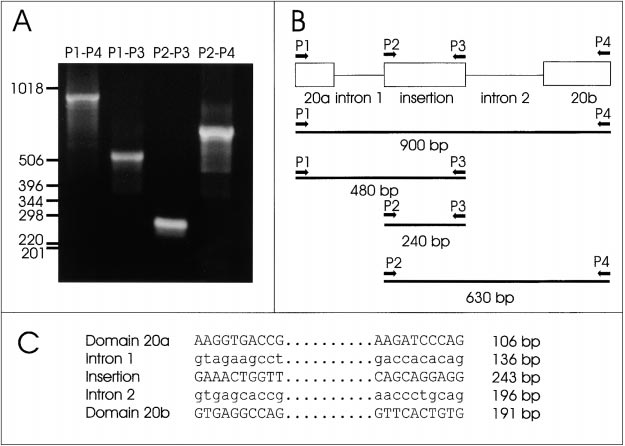 A
P1-P4 P1-P3 P2-P3 P2-P4
1018
506
396
344
298
220
201
B
P1 P2 P3 P4
20a intron 1 insertion intron 2 20b
P1 P4
900 bp
P1 P3
480 bp
P2 P3
240 bp
P2 P4
630 bp
C
Domain 20a AAGGTGACCG..........AAGATCCCAG 106 bp
Intron 1 gtagaagcct..........gaccacacag 136 bp
Insertion GAAACTGGTT..........CAGCAGGAGG 243 bp
Intron 2 gtgagcaccg..........aaccctgcag 196 bp
Domain 20b GTGAGGCCAG..........GTTCACTGTG 191 bp